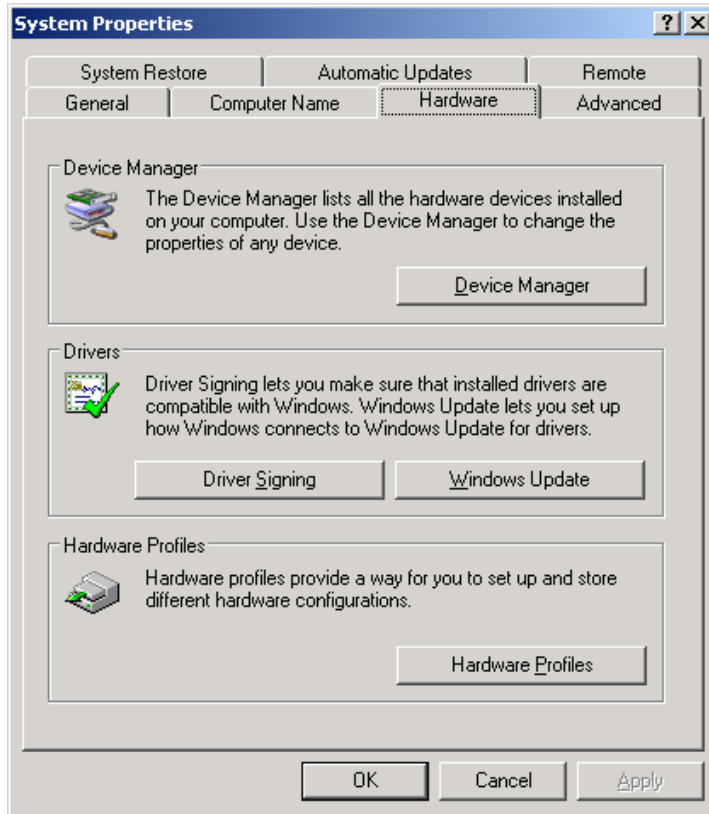 System Properties
System Restore
Automatic Updates
Remote
General
Computer Name
Hardware
Advanced
Device Manager
The Device Manager lists all the hardware devices installed
on your computer. Use the Device Manager to change the
properties of any device.
Device Manager
Drivers
Driver Signing lets you make sure that installed drivers are
compatible with Windows. Windows Update lets you set up
how Windows connects to Windows Update for drivers.
Driver Signing
Windows Update
Hardware Profiles
Hardware profiles provide a way for you to set up and store
different hardware configurations.
Hardware Profiles
OK
Cancel
Apply